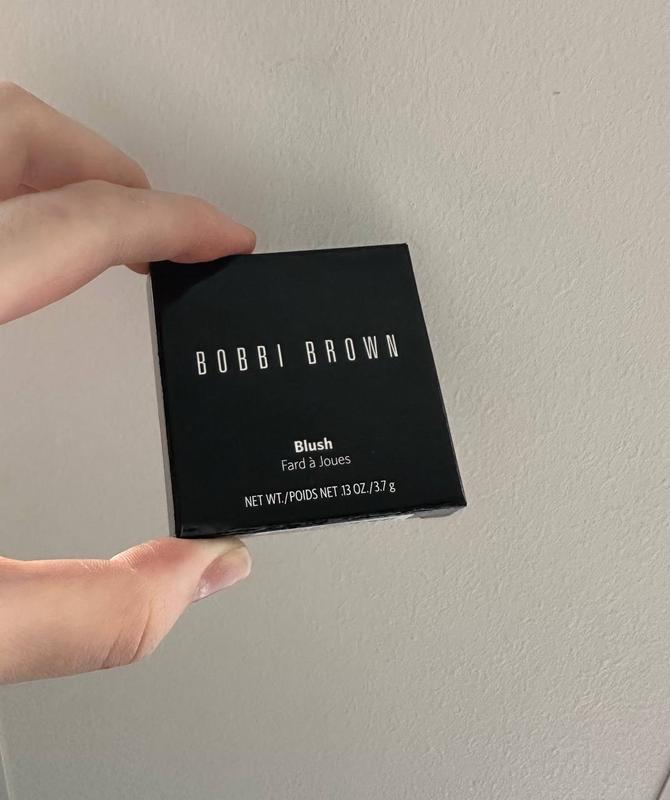 BOBBI BROWN
Blush
Fard à Joues
NET WT./POIDS NET .13 OZ./3.7 g